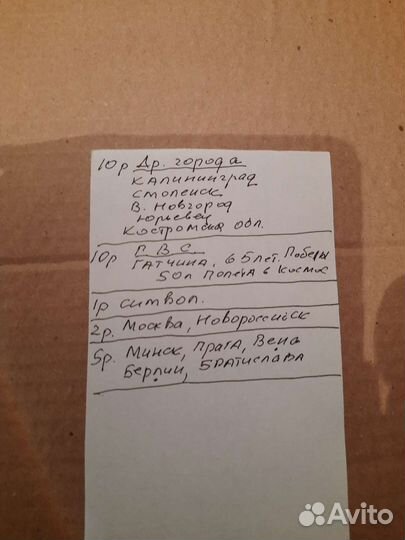 10р Др. города
Калининград
Смоленск
В. Новгород
Юрьевец
Костромская обл.
10р Г В С
Гатчина, 65 лет. Победы
50л Полета в Космос
1р символ.
2р. Москва, Новороссийск
5р. Минск, Прага, Вена
Берлин, Братислава
Avito